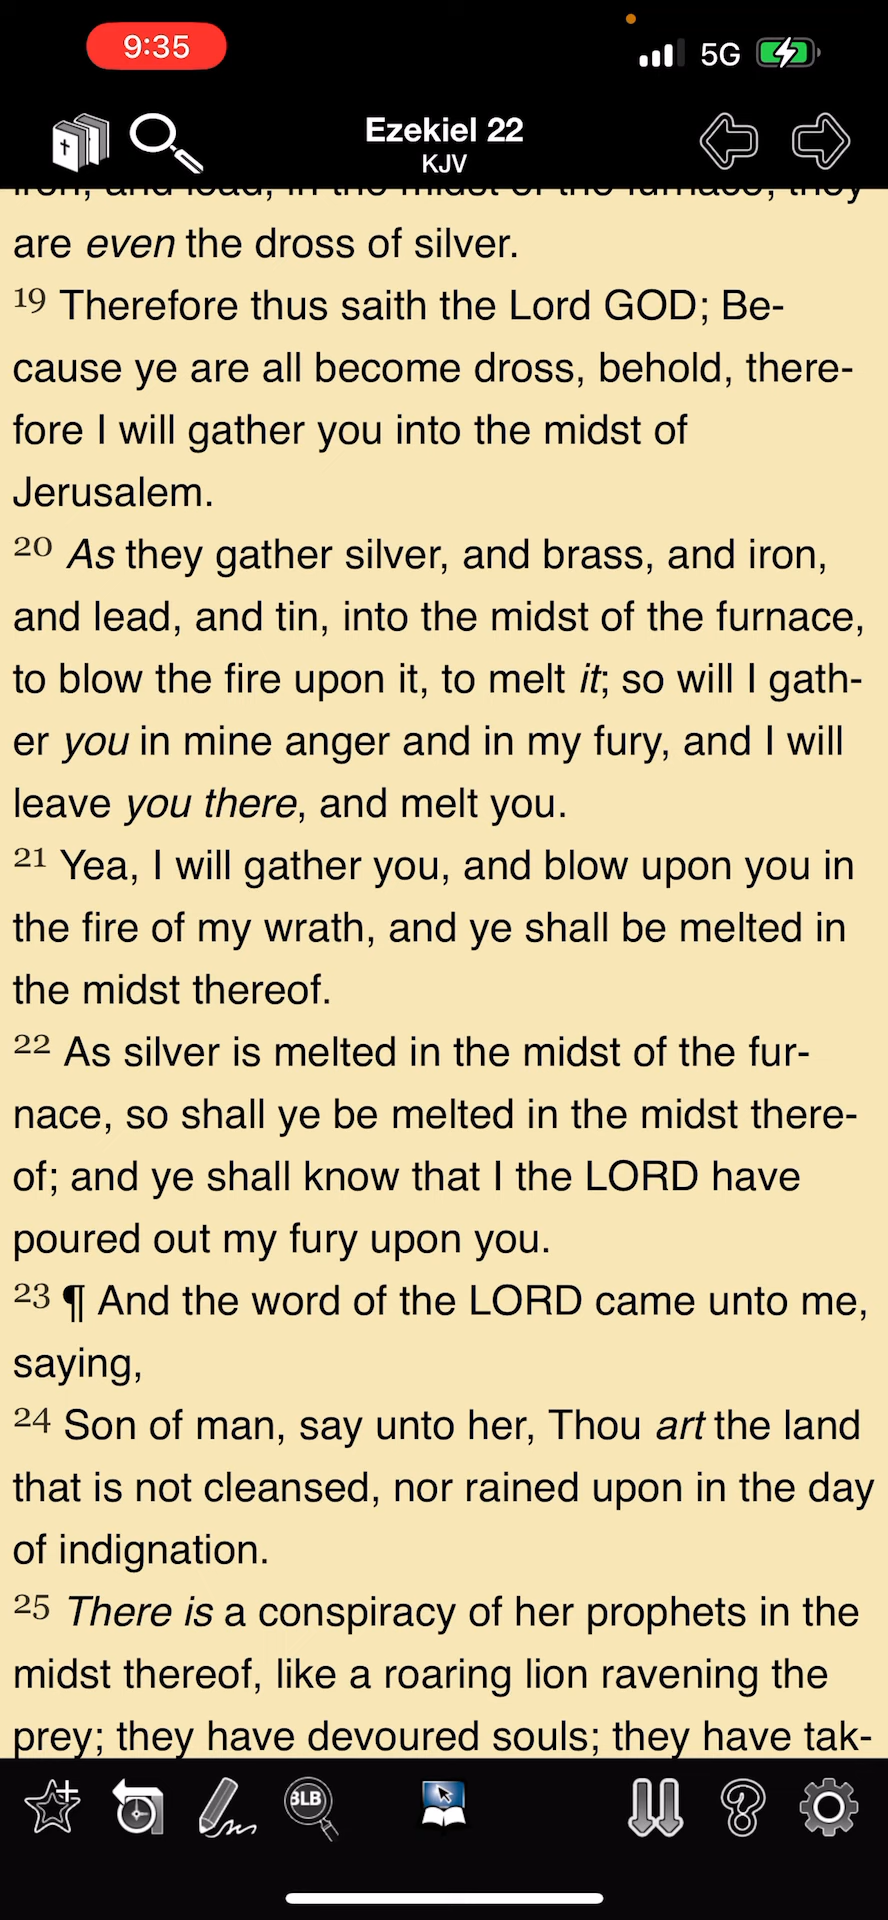 9:35
5G
Ezekiel 22
KJV
iron, and lead, in the midst of the furnace; they
are even the dross of silver.
19 Therefore thus saith the Lord GOD; Be-
cause ye are all become dross, behold, there-
fore I will gather you into the midst of
Jerusalem.
20 As they gather silver, and brass, and iron,
and lead, and tin, into the midst of the furnace,
to blow the fire upon it, to melt it; so will I gath-
er you in mine anger and in my fury, and I will
leave you there, and melt you.
21 Yea, I will gather you, and blow upon you in
the fire of my wrath, and ye shall be melted in
the midst thereof.
22 As silver is melted in the midst of the fur-
nace, so shall ye be melted in the midst there-
of; and ye shall know that I the LORD have
poured out my fury upon you.
23 ¶ And the word of the LORD came unto me,
saying,
24 Son of man, say unto her, Thou art the land
that is not cleansed, nor rained upon in the day
of indignation.
25 There is a conspiracy of her prophets in the
midst thereof, like a roaring lion ravening the
prey; they have devoured souls; they have tak-
BLB